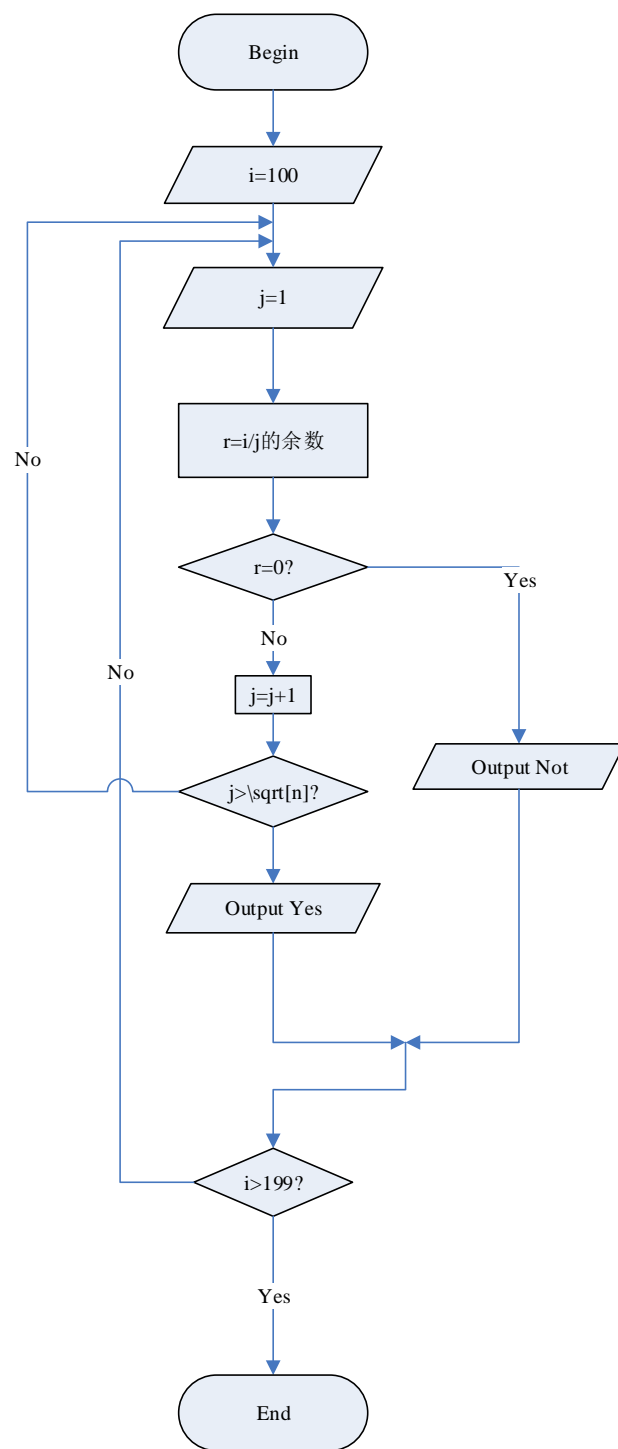 Begin
i=100
j=1
r=i/j的余数
No
r=0?
Yes
No
No
j=j+1
Output Not
j>\sqrt[n]?
Output Yes
i>199?
Yes
End